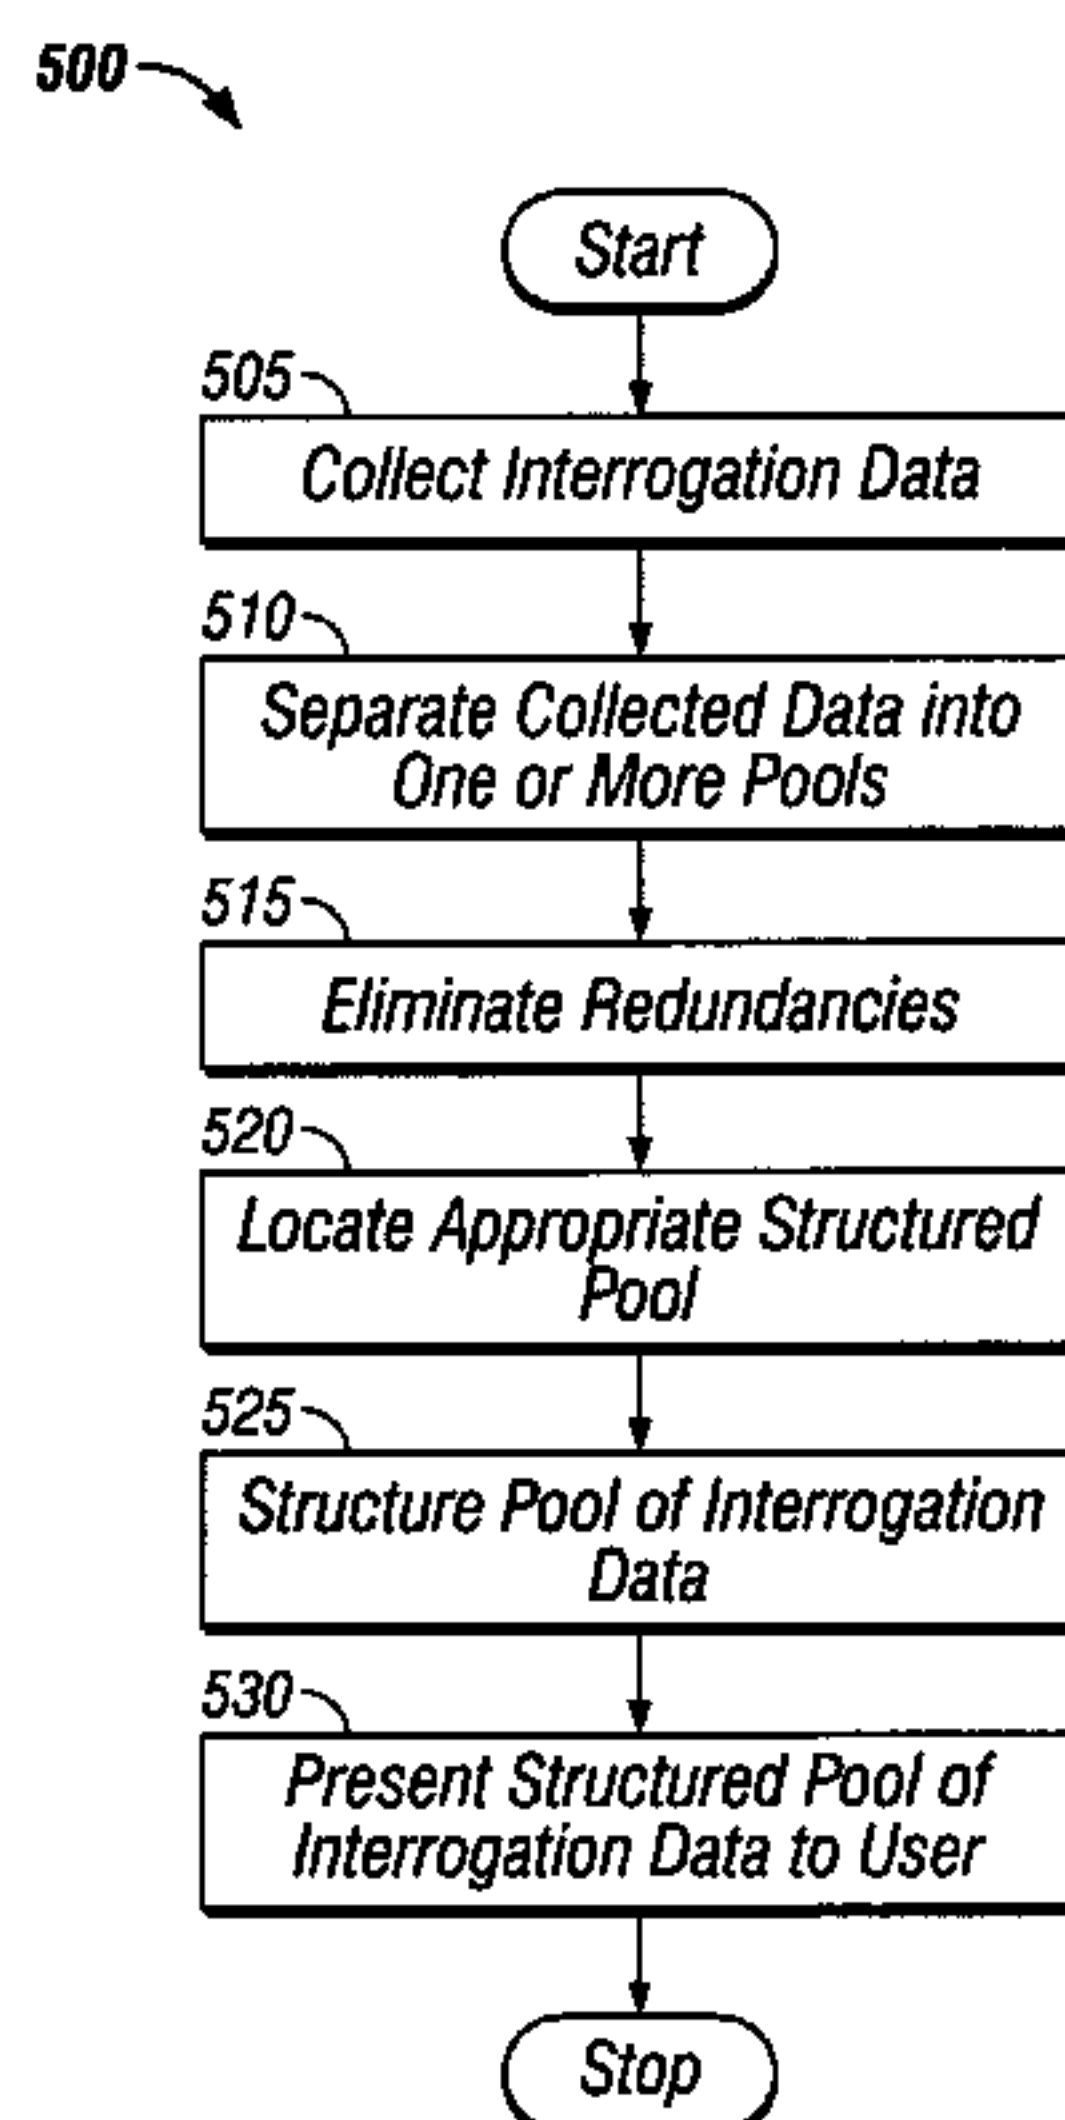 500
Start
505
Collect Interrogation Data
510
Separate Collected Data into
One or More Pools
515
Eliminate Redundancies
520
Locate Appropriate Structured
Pool
525
Structure Pool of Interrogation
Data
530
Present Structured Pool of
Interrogation Data to User
Stop